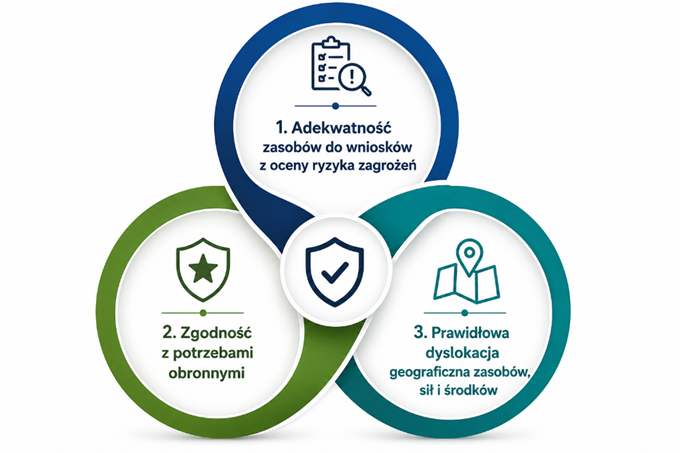 1. Adekwatność
zasobów do wniosków
z oceny ryzyka zagrożeń
2. Zgodność
z potrzebami
obronnymi
3. Prawidłowa
dyslokacja
geograficzna zasobów,
sił i środków